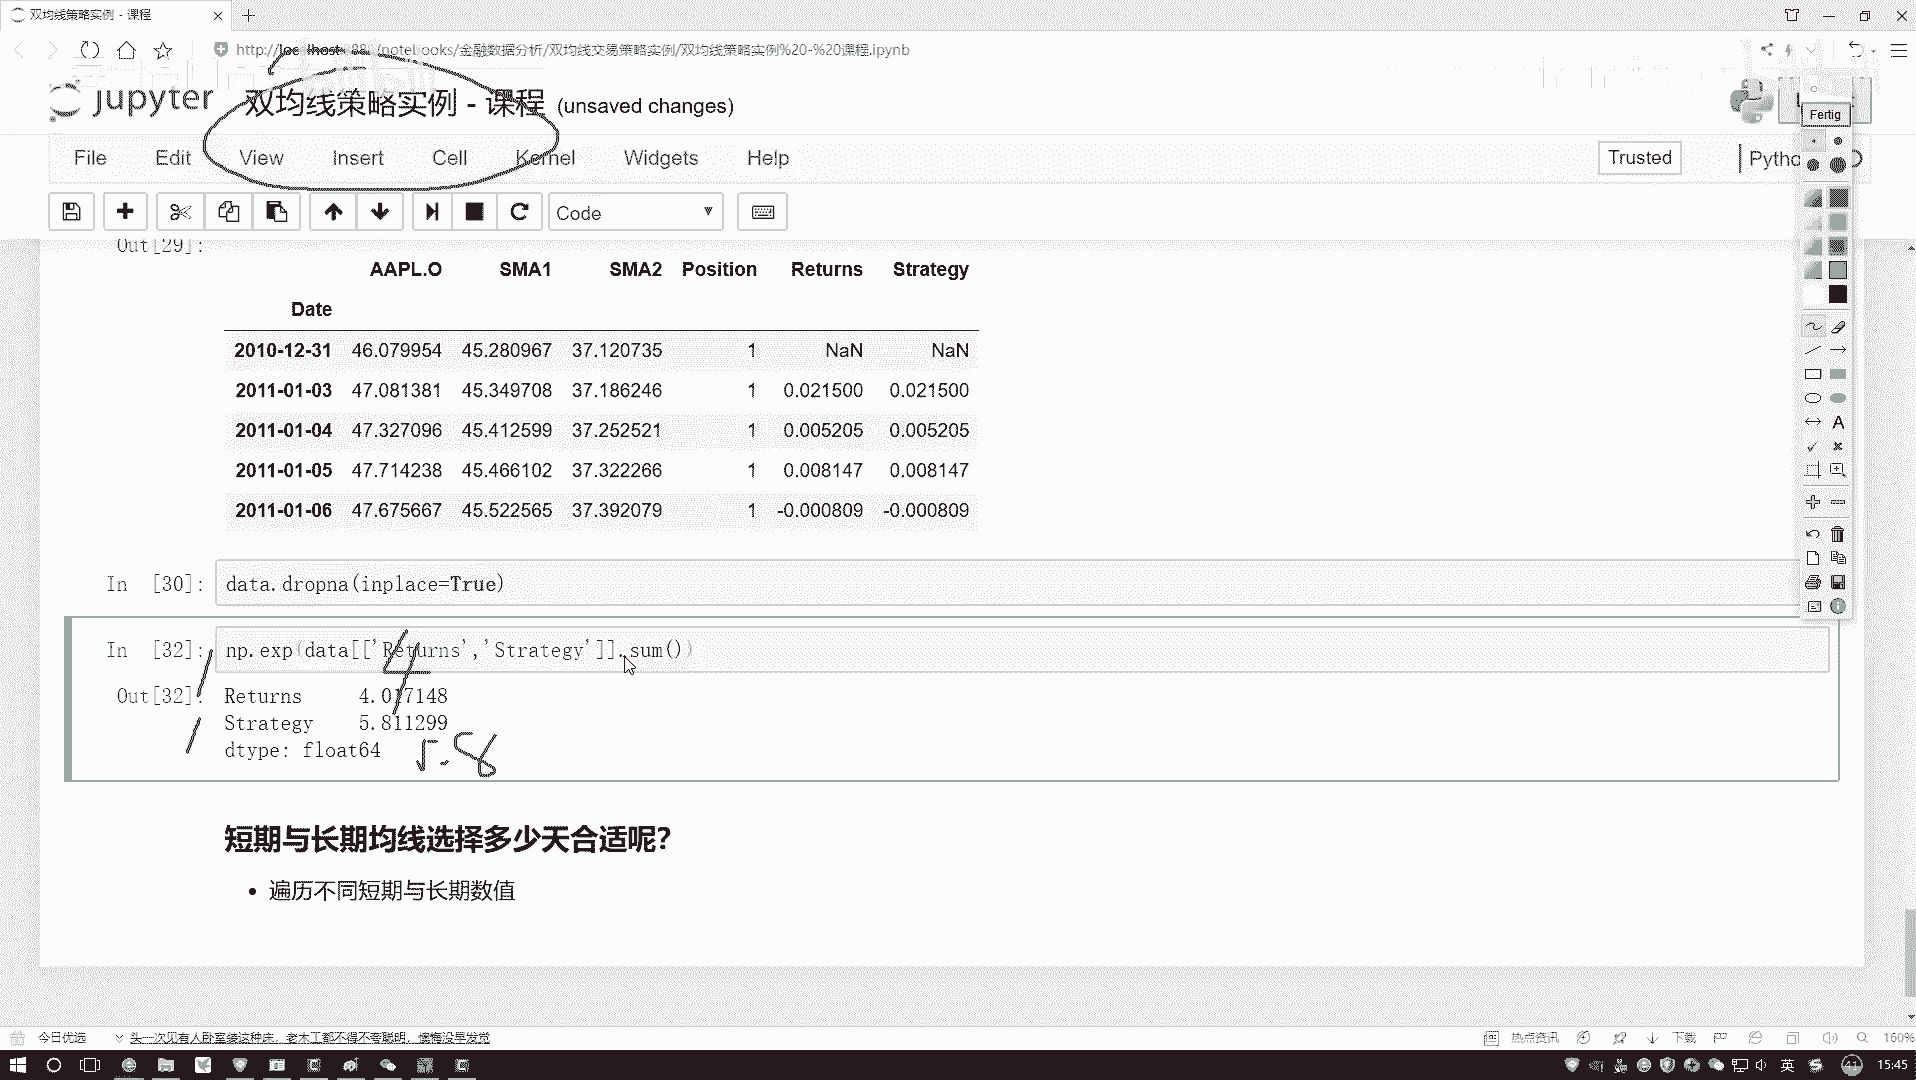 双均线策略实例 - 课程
/notebooks/金融数据分析/双均线交易策略实例/双均线策略实例%20-%20课程.ipynb
jupyter 双均线策略实例 - 课程 (unsaved changes)
Fertig
File Edit View Insert Cell Kernel Widgets Help
Trusted
Code
Out[29]:
AAPL.O SMA1 SMA2 Position Returns Strategy
Date
2010-12-31 46.079954 45.280967 37.120735 1 NaN NaN
2011-01-03 47.081381 45.349708 37.186246 1 0.021500 0.021500
2011-01-04 47.327096 45.412599 37.252521 1 0.005205 0.005205
2011-01-05 47.714238 45.466102 37.322266 1 0.008147 0.008147
2011-01-06 47.675667 45.522565 37.392079 1 -0.000809 -0.000809
In [30]: data.dropna(inplace=True)
In [32]: np.exp(data[['Returns','Strategy']].sum())
4
Out[32]: Returns 4.017148
Strategy 5.811299
dtype: float64
5.8
短期与长期均线选择多少天合适呢?
• 遍历不同短期与长期数值
今日优选 头一次见有人卧室装这种床，老木工都不得不夸聪明，懊悔没早发觉 热点资讯 下载 160%
英 41 15:45